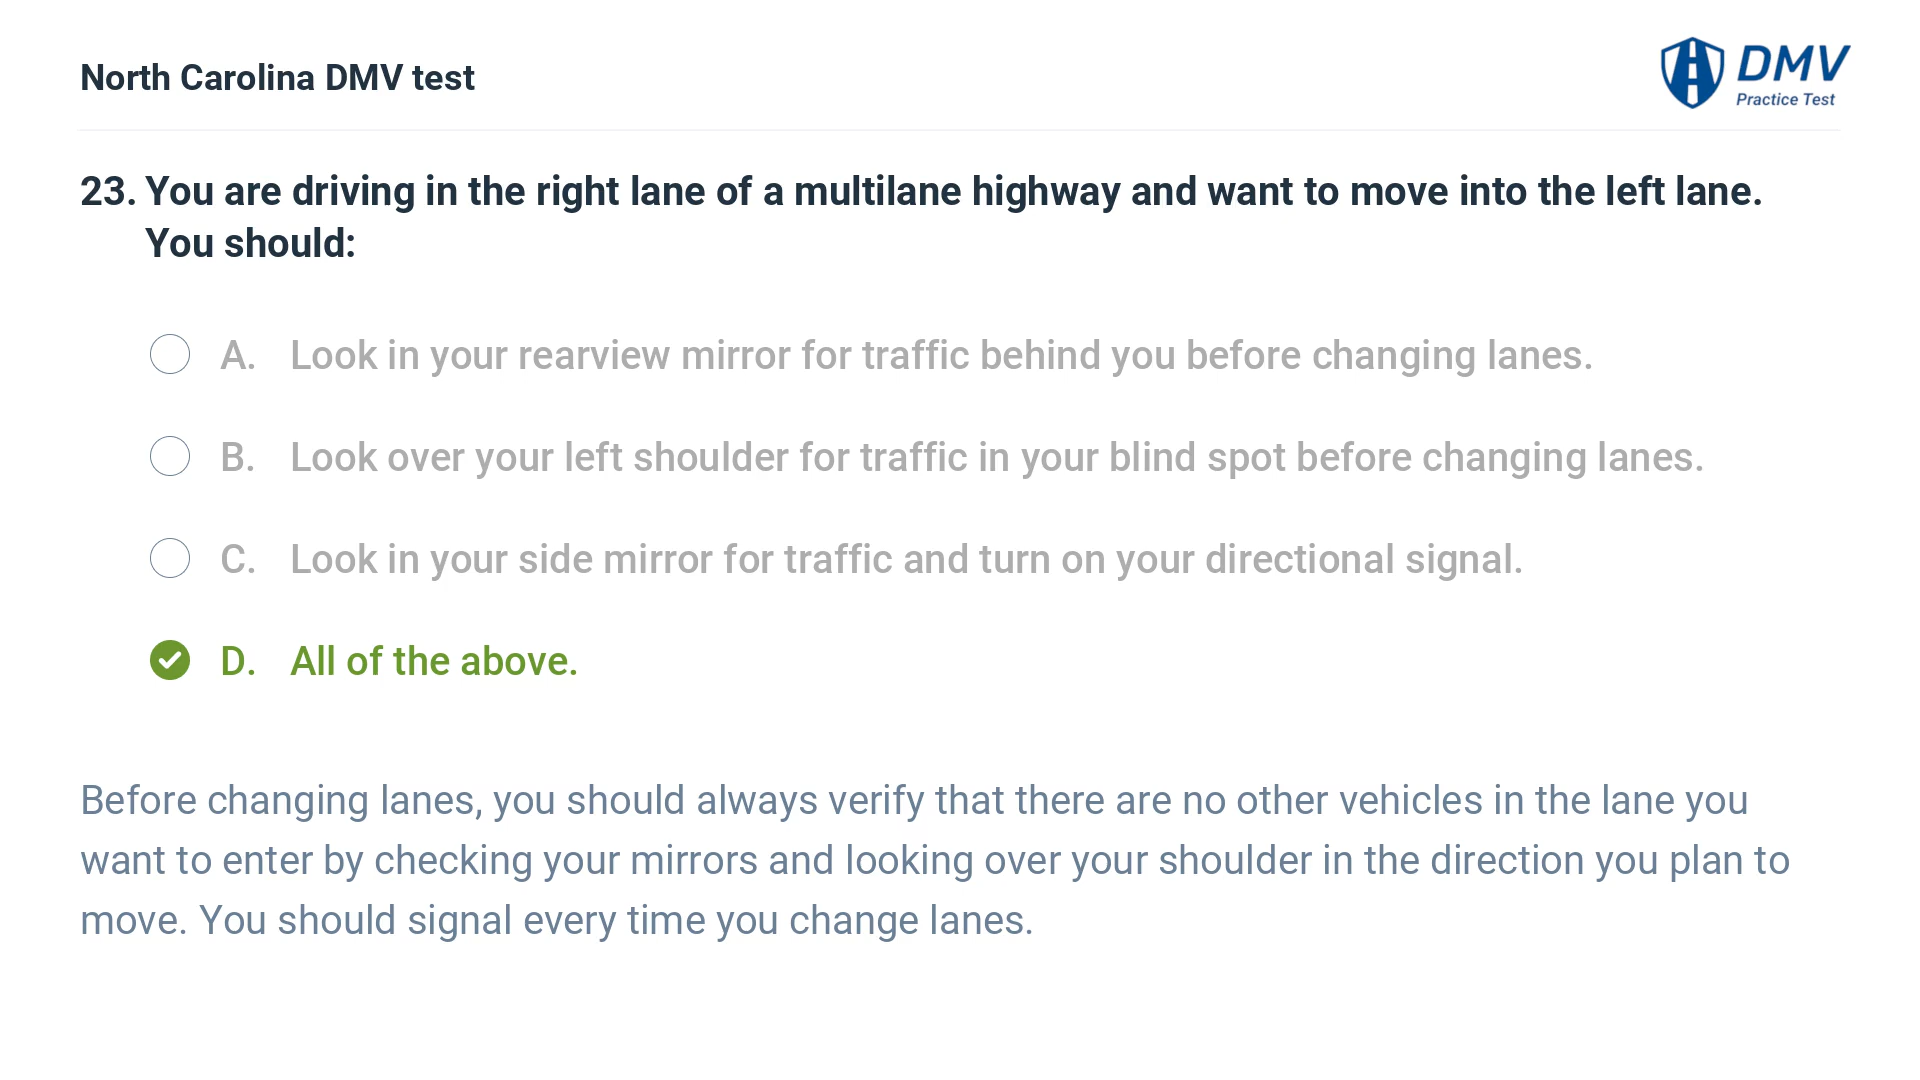 North Carolina DMV test
DMV
Practice Test
23. You are driving in the right lane of a multilane highway and want to move into the left lane.
You should:
A. Look in your rearview mirror for traffic behind you before changing lanes.
B. Look over your left shoulder for traffic in your blind spot before changing lanes.
C. Look in your side mirror for traffic and turn on your directional signal.
D. All of the above.
Before changing lanes, you should always verify that there are no other vehicles in the lane you
want to enter by checking your mirrors and looking over your shoulder in the direction you plan to
move. You should signal every time you change lanes.